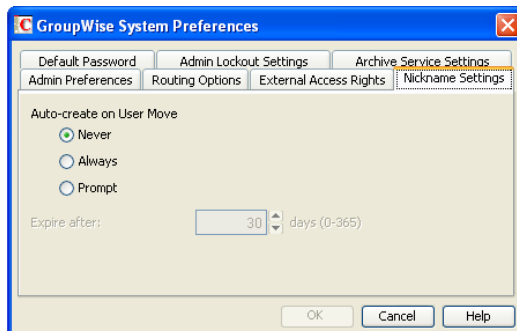 GroupWise System Preferences
Default Password Admin Lockout Settings Archive Service Settings
Admin Preferences Routing Options External Access Rights Nickname Settings
Auto-create on User Move
Never
Always
Prompt
Expire after: 30 days (0-365)
OK Cancel Help